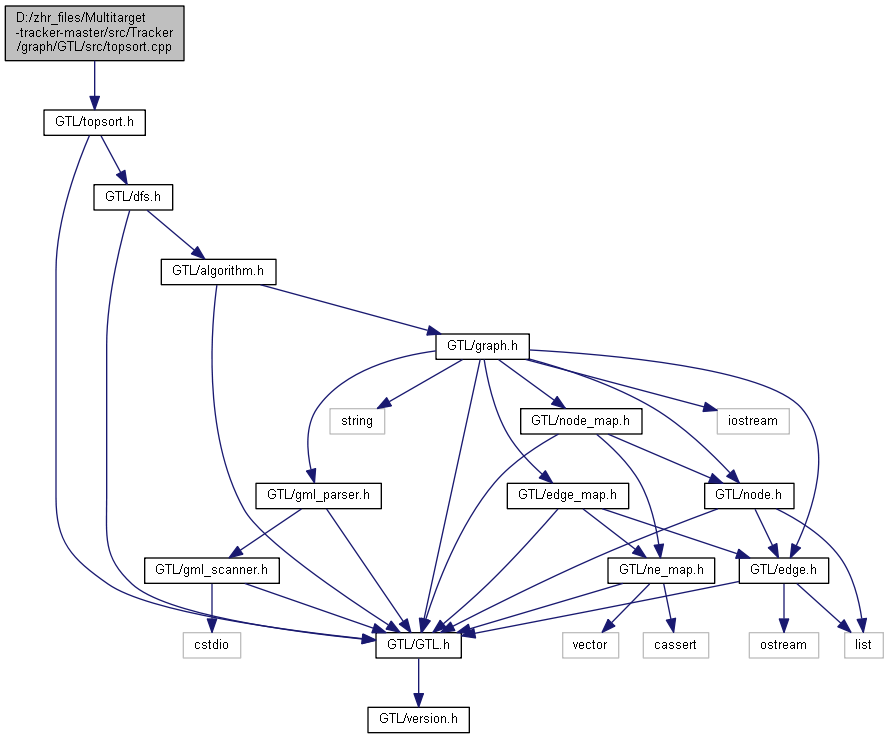 D:/zhr_files/Multitarget
-tracker-master/src/Tracker
/graph/GTL/src/topsort.cpp
GTL/topsort.h
GTL/dfs.h
GTL/algorithm.h
GTL/graph.h
string
GTL/node_map.h
iostream
GTL/gml_parser.h
GTL/edge_map.h
GTL/node.h
GTL/gml_scanner.h
GTL/ne_map.h
GTL/edge.h
cstdio
GTL/GTL.h
vector
cassert
ostream
list
GTL/version.h